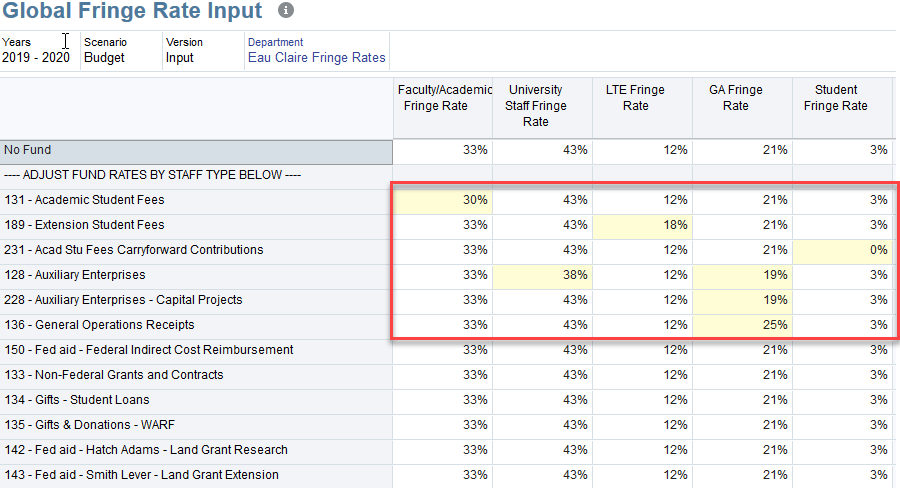 Global Fringe Rate Input
Years Scenario Version Department
2019 - 2020 Budget Input Eau Claire Fringe Rates
Faculty/Academic University LTE Fringe GA Fringe Student
Fringe Rate Staff Fringe Rate Rate Fringe Rate
Rate
No Fund 33% 43% 12% 21% 3%
---- ADJUST FUND RATES BY STAFF TYPE BELOW ----
131 - Academic Student Fees 30% 43% 12% 21% 3%
189 - Extension Student Fees 33% 43% 18% 21% 3%
231 - Acad Stu Fees Carryforward Contributions 33% 43% 12% 21% 0%
128 - Auxiliary Enterprises 33% 38% 12% 19% 3%
228 - Auxiliary Enterprises - Capital Projects 33% 43% 12% 19% 3%
136 - General Operations Receipts 33% 43% 12% 25% 3%
150 - Fed aid - Federal Indirect Cost Reimbursement 33% 43% 12% 21% 3%
133 - Non-Federal Grants and Contracts 33% 43% 12% 21% 3%
134 - Gifts - Student Loans 33% 43% 12% 21% 3%
135 - Gifts & Donations - WARF 33% 43% 12% 21% 3%
142 - Fed aid - Hatch Adams - Land Grant Research 33% 43% 12% 21% 3%
143 - Fed aid - Smith Lever - Land Grant Extension 33% 43% 12% 21% 3%